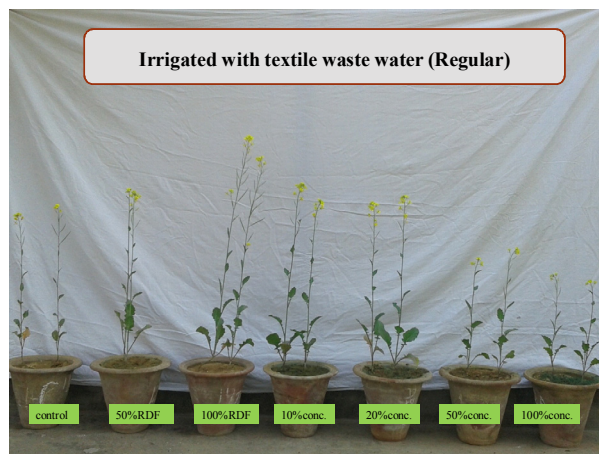 Irrigated with textile waste water (Regular)
control
50%RDF
100%RDF
10%conc.
20%conc.
50%conc.
100%conc.